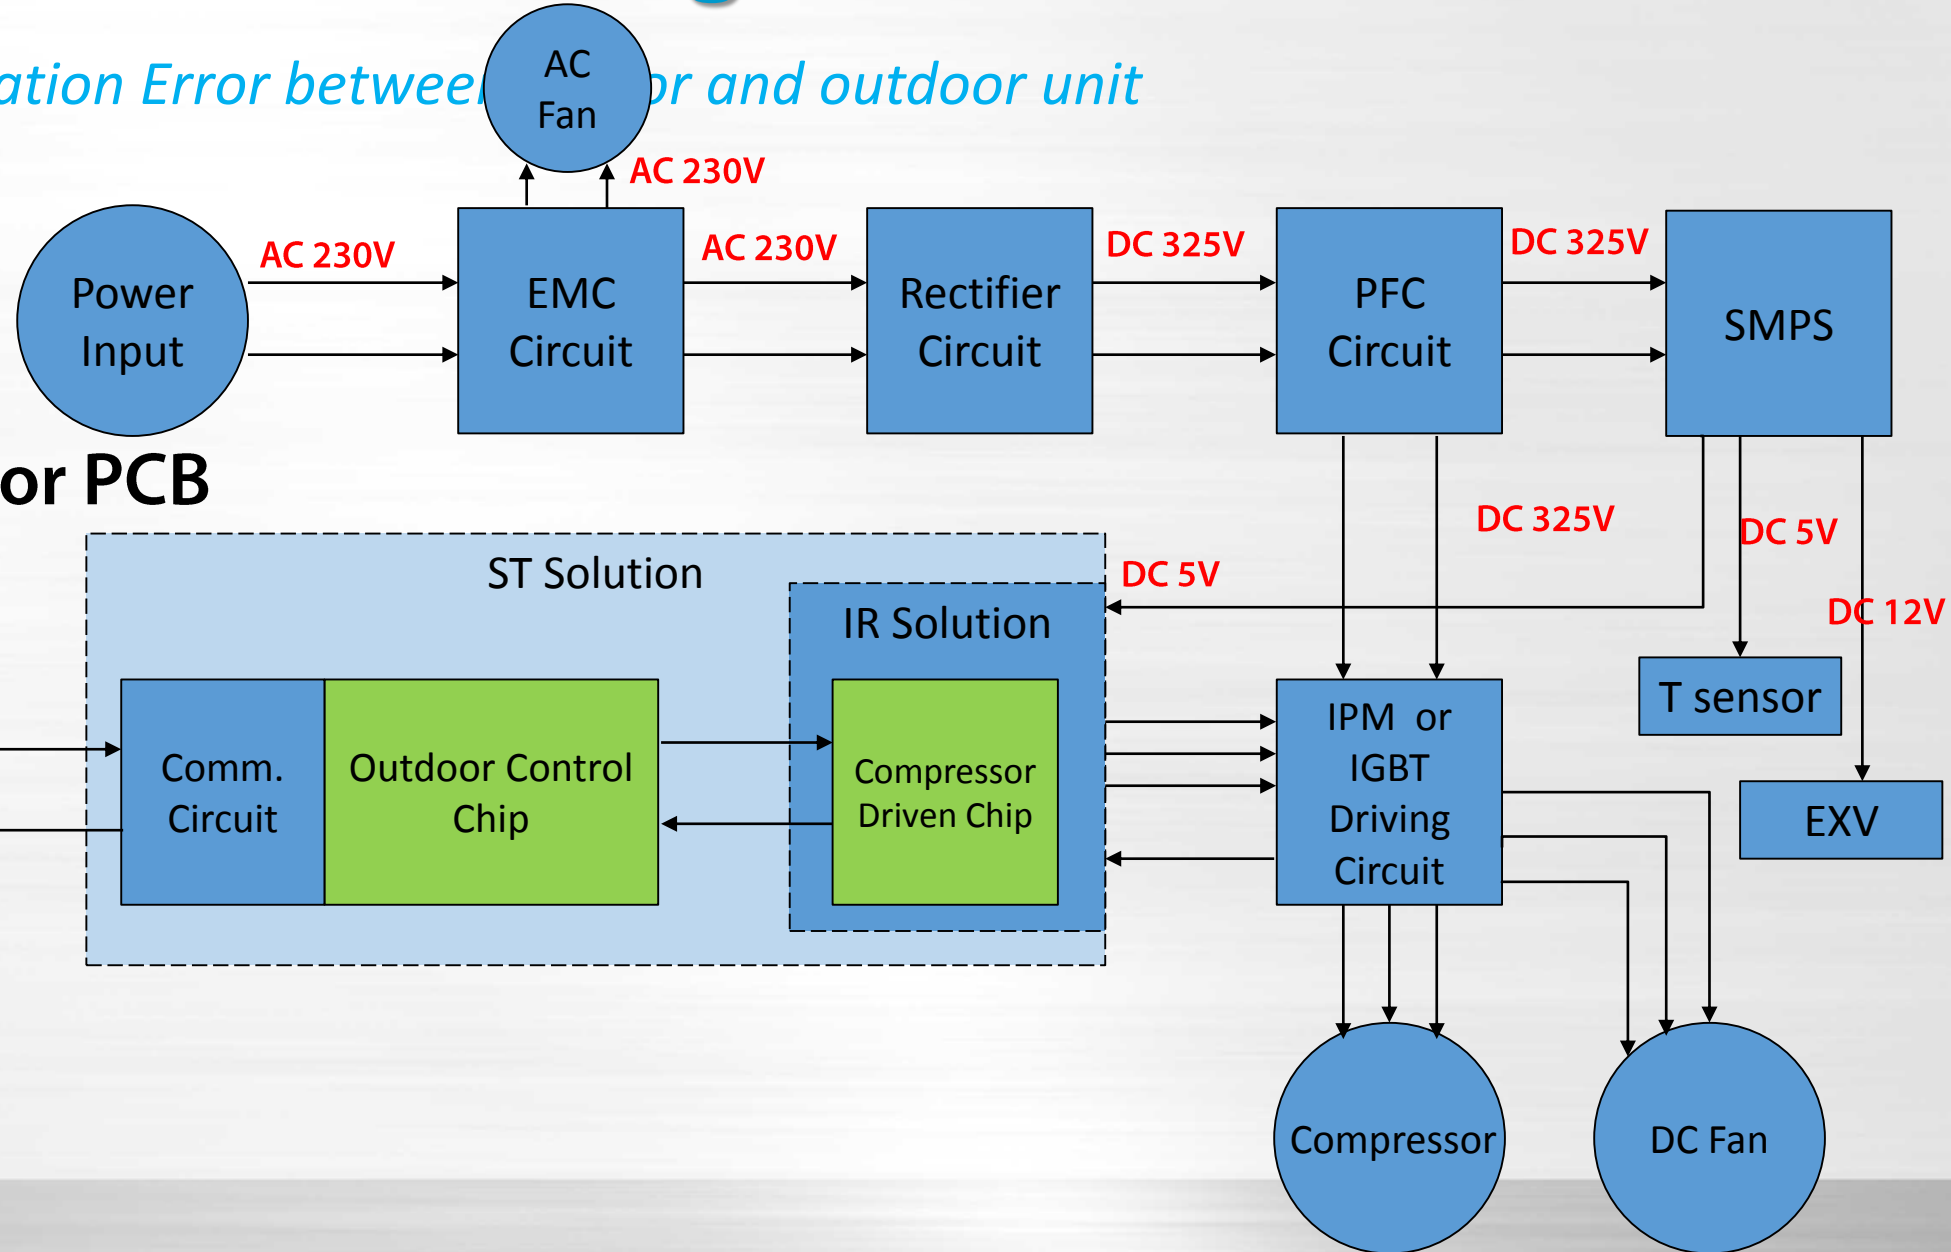 AC
Fan
ation Error between
or and outdoor unit
AC 230V
AC 230V
AC 230V
DC 325V
DC 325V
Power
Input
EMC
Circuit
Rectifier
Circuit
PFC
Circuit
SMPS
or PCB
DC 325V
DC 5V
DC 12V
ST Solution
DC 5V
IR Solution
T sensor
Comm.
Circuit
Outdoor Control
Chip
Compressor
Driven Chip
IPM or
IGBT
Driving
Circuit
EXV
Compressor
DC Fan